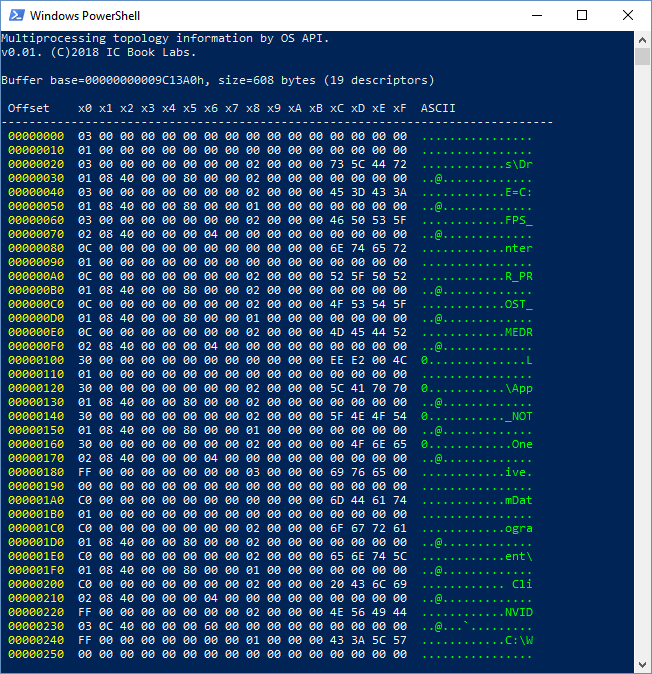 Windows PowerShell
Multiprocessing topology information by OS API.
v0.01. (C)2018 IC Book Labs.
Buffer base=00000000009C13A0h, size=608 bytes (19 descriptors)
Offset x0 x1 x2 x3 x4 x5 x6 x7 x8 x9 xA xB xC xD xE xF ASCII
-----------------------------------------------------------------------------
00000000 03 00 00 00 00 00 00 00 00 00 00 00 00 00 00 00 ................
00000010 01 00 00 00 00 00 00 00 00 00 00 00 00 00 00 00 ................
00000020 03 00 00 00 00 00 00 00 02 00 00 00 73 5C 44 72 ............s\Dr
00000030 01 08 40 00 00 80 00 00 02 00 00 00 00 00 00 00 ..@.............
00000040 03 00 00 00 00 00 00 00 02 00 00 00 45 3D 43 3A ............E=C:
00000050 01 08 40 00 00 80 00 00 01 00 00 00 00 00 00 00 ..@.............
00000060 03 00 00 00 00 00 00 00 02 00 00 00 46 50 53 5F ............FPS_
00000070 02 08 40 00 00 00 04 00 00 00 00 00 00 00 00 00 ..@.............
00000080 0C 00 00 00 00 00 00 00 00 00 00 00 6E 74 65 72 ............nter
00000090 01 00 00 00 00 00 00 00 00 00 00 00 00 00 00 00 ................
000000A0 0C 00 00 00 00 00 00 00 02 00 00 00 52 5F 50 52 ............R_PR
000000B0 01 08 40 00 00 80 00 00 02 00 00 00 00 00 00 00 ..@.............
000000C0 0C 00 00 00 00 00 00 00 02 00 00 00 4F 53 54 5F ............OST_
000000D0 01 08 40 00 00 80 00 00 01 00 00 00 00 00 00 00 ..@.............
000000E0 0C 00 00 00 00 00 00 00 02 00 00 00 4D 45 44 52 ............MEDR
000000F0 02 08 40 00 00 00 04 00 00 00 00 00 00 00 00 00 ..@.............
00000100 30 00 00 00 00 00 00 00 00 00 00 00 EE E2 00 4C 0..............L
00000110 01 00 00 00 00 00 00 00 00 00 00 00 00 00 00 00 ................
00000120 30 00 00 00 00 00 00 00 02 00 00 00 5C 41 70 70 0...........\App
00000130 01 08 40 00 00 80 00 00 02 00 00 00 00 00 00 00 ..@.............
00000140 30 00 00 00 00 00 00 00 02 00 00 00 5F 4E 4F 54 0..........._NOT
00000150 01 08 40 00 00 80 00 00 01 00 00 00 00 00 00 00 ..@.............
00000160 30 00 00 00 00 00 00 00 02 00 00 00 00 4F 6E 65 0............One
00000170 02 08 40 00 00 00 04 00 00 00 00 00 00 00 00 00 ..@.............
00000180 FF 00 00 00 00 00 00 00 03 00 00 00 69 76 65 00 ............ive.
00000190 00 00 00 00 00 00 00 00 00 00 00 00 00 00 00 00 ................
000001A0 C0 00 00 00 00 00 00 00 00 00 00 00 6D 44 61 74 ............mDat
000001B0 01 00 00 00 00 00 00 00 00 00 00 00 00 00 00 00 ................
000001C0 C0 00 00 00 00 00 00 00 02 00 00 00 6F 67 72 61 ............ogra
000001D0 01 08 40 00 00 80 00 00 02 00 00 00 00 00 00 00 ..@.............
000001E0 C0 00 00 00 00 00 00 00 02 00 00 00 65 6E 74 5C ............ent\
000001F0 01 08 40 00 00 80 00 00 01 00 00 00 00 00 00 00 ..@.............
00000200 C0 00 00 00 00 00 00 00 02 00 00 00 20 43 6C 69 ............ Cli
00000210 02 08 40 00 00 00 04 00 00 00 00 00 00 00 00 00 ..@.............
00000220 FF 00 00 00 00 00 00 00 02 00 00 00 4E 56 49 44 ............NVID
00000230 03 0C 40 00 00 00 60 00 00 00 00 00 00 00 00 00 ..@...`.........
00000240 FF 00 00 00 00 00 00 00 01 00 00 00 43 3A 5C 57 ............C:\W
00000250 00 00 00 00 00 00 00 00 00 00 00 00 00 00 00 00 ................